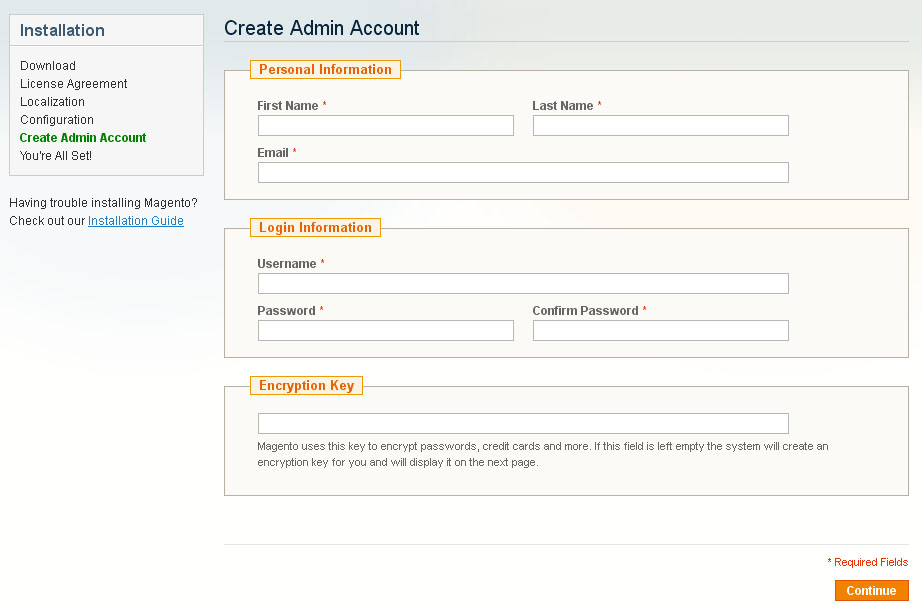 Installation
Download
License Agreement
Localization
Configuration
Create Admin Account
You're All Set!
Having trouble installing Magento?
Check out our Installation Guide
Create Admin Account
Personal Information
First Name *
Last Name *
Email *
Login Information
Username *
Password *
Confirm Password *
Encryption Key
Magento uses this key to encrypt passwords, credit cards and more. If this field is left empty the system will create an
encryption key for you and will display it on the next page.
* Required Fields
Continue